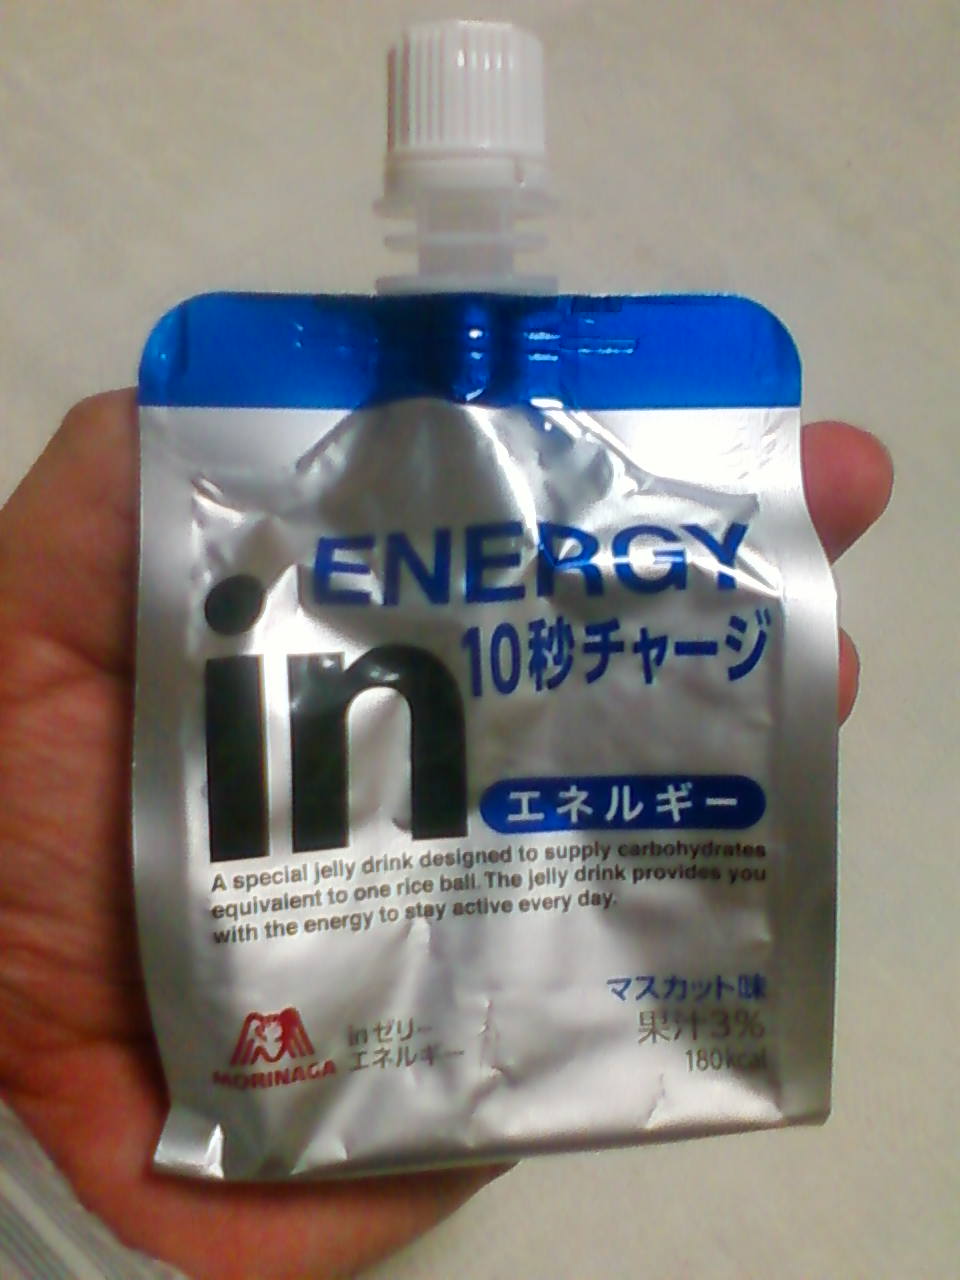 ENERGY
in
10秒チャージ
エネルギー
A special jelly drink designed to supply carbohydrates
equivalent to one rice ball. The jelly drink provides you
with the energy to stay active every day.
マスカット味
果汁3%
180kcal
MORINAGA
inゼリー
エネルギー